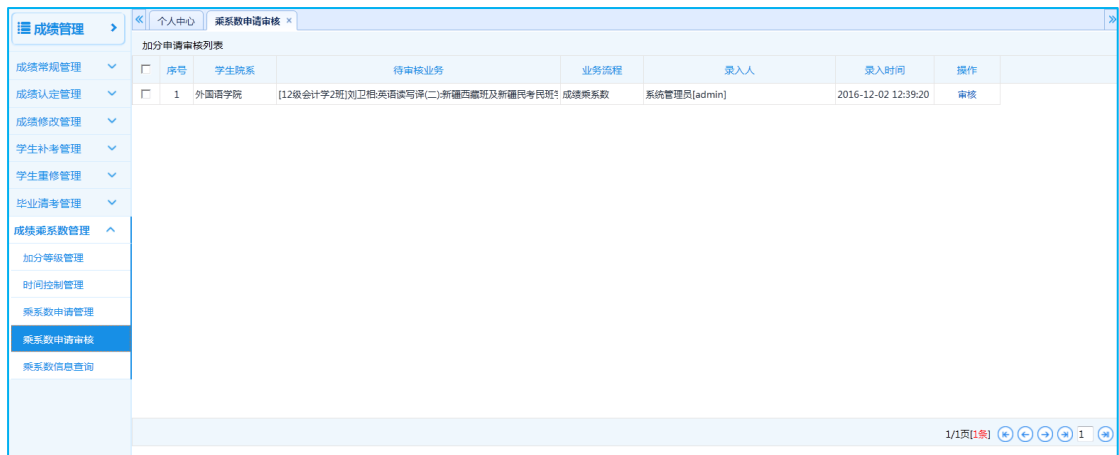 成绩管理
个人中心 乘系数申请审核 ×
加分申请审核列表
成绩常规管理
成绩认定管理
成绩修改管理
学生补考管理
学生重修管理
毕业清考管理
成绩乘系数管理
加分等级管理
时间控制管理
乘系数申请管理
乘系数申请审核
乘系数信息查询
序号 学生院系 待审核业务 业务流程 录入人 录入时间 操作
1 外国语学院 [12级会计学2班]刘卫相:英语读写译(二):新疆西藏班及新疆民考民班 成绩乘系数 系统管理员[admin] 2016-12-02 12:39:20 审核
1/1页[1条] 1